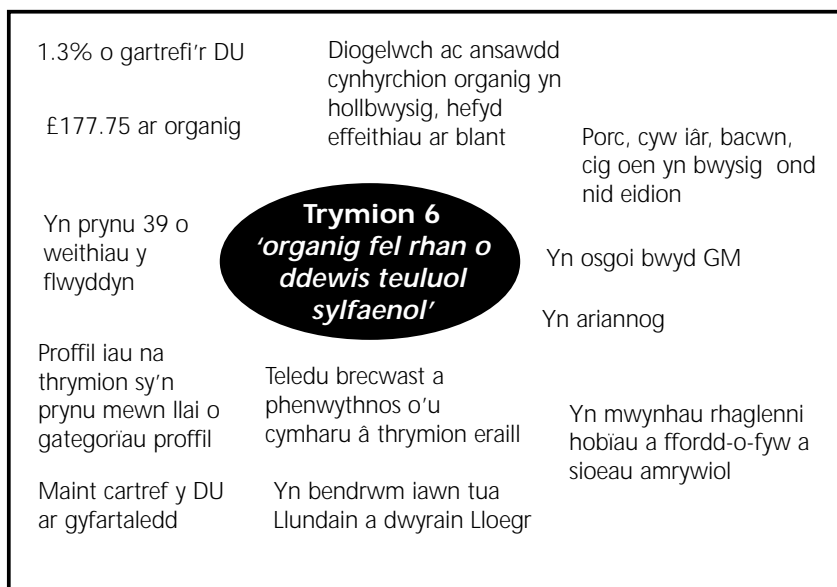 1.3% o gartrefi'r DU
£177.75 ar organig
Diogelwch ac ansawdd
cynhyrchion organig yn
hollbwysig, hefyd
effeithiau ar blant
Porc, cyw iâr, bacwn,
cig oen yn bwysig ond
nid eidion
Yn prynu 39 o
weithiau y
flwyddyn
Trymion 6
'organig fel rhan o
ddewis teuluol
sylfaenol'
Yn osgoi bwyd GM
Yn ariannog
Proffil iau na
thrymion sy'n
prynu mewn llai o
gategorïau proffil
Teledu brecwast a
phenwythnos o'u
cymharu â thrymion eraill
Yn mwynhau rhaglenni
hobïau a ffordd-o-fyw a
sioeau amrywiol
Maint cartref y DU
ar gyfartaledd
Yn bendrwm iawn tua
Llundain a dwyrain Lloegr